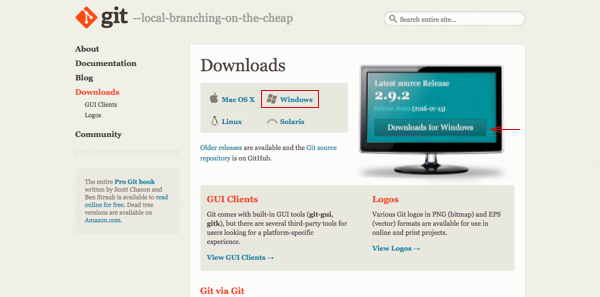 git --local-branching-on-the-cheap
Search entire site...
About
Documentation
Blog
Downloads
GUI Clients
Logos
Community
The entire Pro Git book
written by Scott Chacon and
Ben Straub is available to read
online for free. Dead tree
versions are available on
Amazon.com.
Downloads
Mac OS X
Windows
Linux
Solaris
Older releases are available and the Git source
repository is on GitHub.
Latest source Release
2.9.2
Release Notes (2016-07-15)
Downloads for Windows
GUI Clients
Git comes with built-in GUI tools (git-gui,
gitk), but there are several third-party tools for
users looking for a platform-specific
experience.
View GUI Clients →
Logos
Various Git logos in PNG (bitmap) and EPS
(vector) formats are available for use in
online and print projects.
View Logos →
Git via Git